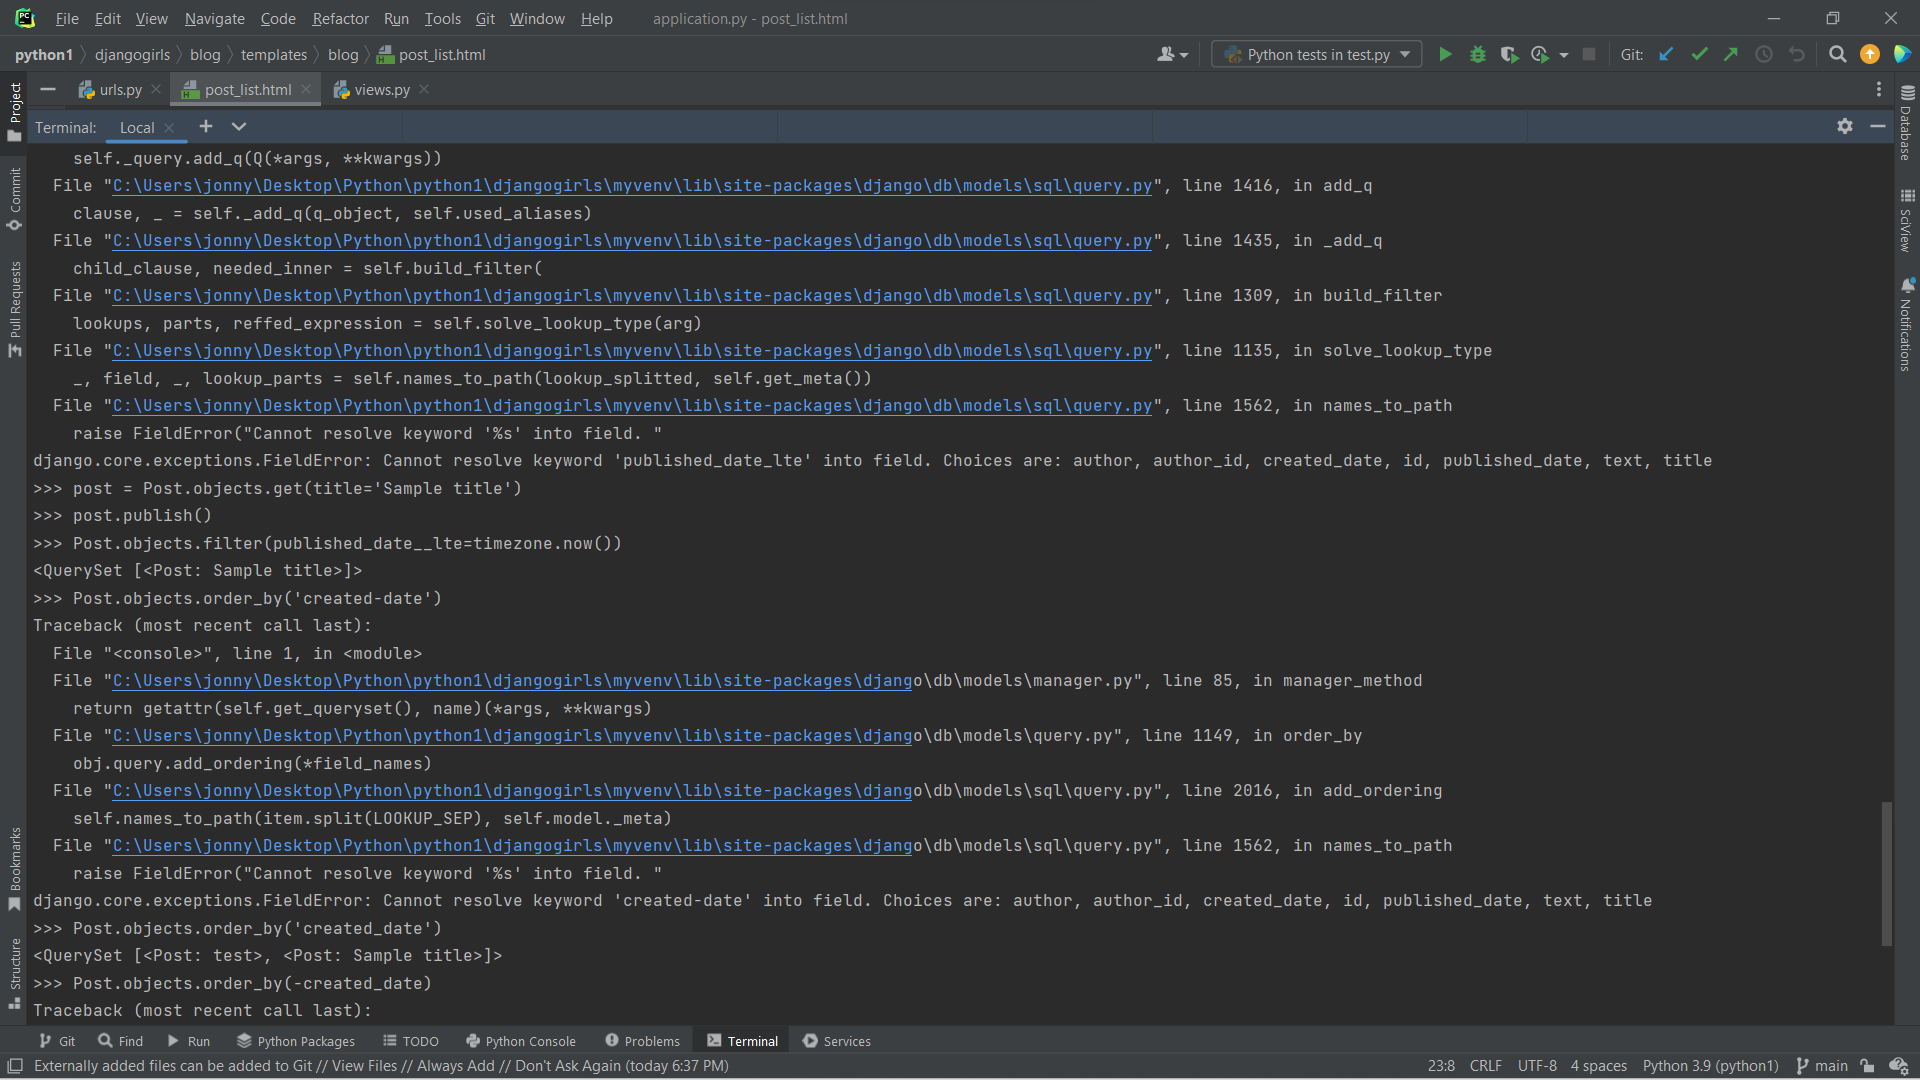 File Edit View Navigate Code Refactor Run Tools Git Window Help application.py - post_list.html
python1 djangogirls blog templates blog post_list.html Python tests in test.py Git:
urls.py post_list.html views.py
Terminal: Local
self._query.add_q(Q(*args, **kwargs))
File "C:\Users\jonny\Desktop\Python\python1\djangogirls\myvenv\lib\site-packages\django\db\models\sql\query.py", line 1416, in add_q
clause, _ = self._add_q(q_object, self.used_aliases)
File "C:\Users\jonny\Desktop\Python\python1\djangogirls\myvenv\lib\site-packages\django\db\models\sql\query.py", line 1435, in _add_q
child_clause, needed_inner = self.build_filter(
File "C:\Users\jonny\Desktop\Python\python1\djangogirls\myvenv\lib\site-packages\django\db\models\sql\query.py", line 1309, in build_filter
lookups, parts, reffed_expression = self.solve_lookup_type(arg)
File "C:\Users\jonny\Desktop\Python\python1\djangogirls\myvenv\lib\site-packages\django\db\models\sql\query.py", line 1135, in solve_lookup_type
_, field, _, lookup_parts = self.names_to_path(lookup_splitted, self.get_meta())
File "C:\Users\jonny\Desktop\Python\python1\djangogirls\myvenv\lib\site-packages\django\db\models\sql\query.py", line 1562, in names_to_path
raise FieldError("Cannot resolve keyword '%s' into field. "
django.core.exceptions.FieldError: Cannot resolve keyword 'published_date_lte' into field. Choices are: author, author_id, created_date, id, published_date, text, title
>>> post = Post.objects.get(title='Sample title')
>>> post.publish()
>>> Post.objects.filter(published_date__lte=timezone.now())
<QuerySet [<Post: Sample title>]>
>>> Post.objects.order_by('created-date')
Traceback (most recent call last):
File "<console>", line 1, in <module>
File "C:\Users\jonny\Desktop\Python\python1\djangogirls\myvenv\lib\site-packages\django\db\models\manager.py", line 85, in manager_method
return getattr(self.get_queryset(), name)(*args, **kwargs)
File "C:\Users\jonny\Desktop\Python\python1\djangogirls\myvenv\lib\site-packages\django\db\models\query.py", line 1149, in order_by
obj.query.add_ordering(*field_names)
File "C:\Users\jonny\Desktop\Python\python1\djangogirls\myvenv\lib\site-packages\django\db\models\sql\query.py", line 2016, in add_ordering
self.names_to_path(item.split(LOOKUP_SEP), self.model._meta)
File "C:\Users\jonny\Desktop\Python\python1\djangogirls\myvenv\lib\site-packages\django\db\models\sql\query.py", line 1562, in names_to_path
raise FieldError("Cannot resolve keyword '%s' into field. "
django.core.exceptions.FieldError: Cannot resolve keyword 'created-date' into field. Choices are: author, author_id, created_date, id, published_date, text, title
>>> Post.objects.order_by('created_date')
<QuerySet [<Post: test>, <Post: Sample title>]>
>>> Post.objects.order_by(-created_date)
Traceback (most recent call last):
Project
Commit
Pull Requests
Bookmarks
Structure
Database
SciView
Notifications
Git Find Run Python Packages TODO Python Console Problems Terminal Services
Externally added files can be added to Git // View Files // Always Add // Don't Ask Again (today 6:37 PM) 23:8 CRLF UTF-8 4 spaces Python 3.9 (python1) main